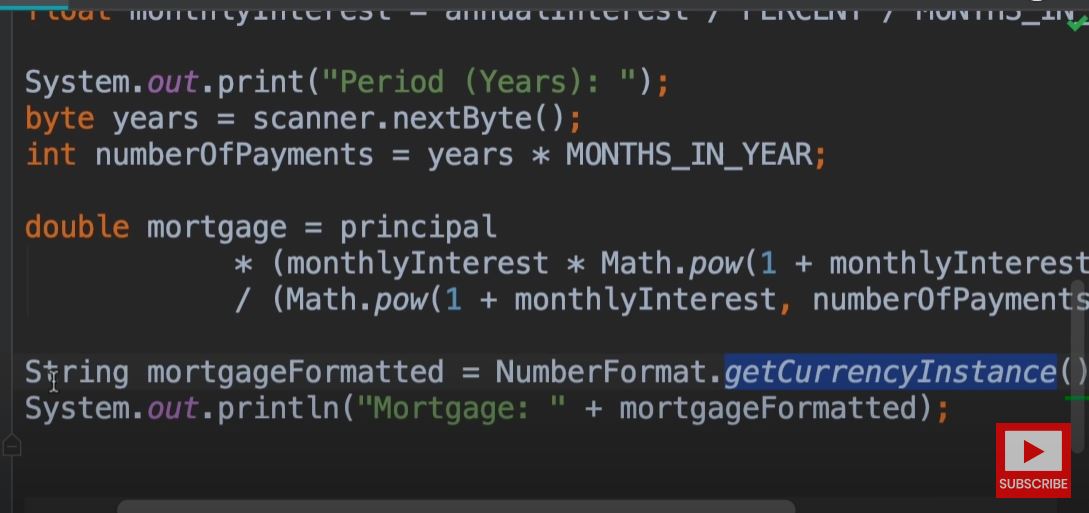 float monthlyInterest = annualInterest / PERCENT / MONTHS_IN_
System.out.print("Period (Years): ");
byte years = scanner.nextByte();
int numberOfPayments = years * MONTHS_IN_YEAR;
double mortgage = principal
* (monthlyInterest * Math.pow(1 + monthlyInterest
/ (Math.pow(1 + monthlyInterest, numberOfPayments
String mortgageFormatted = NumberFormat.getCurrencyInstance()
System.out.println("Mortgage: " + mortgageFormatted);
SUBSCRIBE